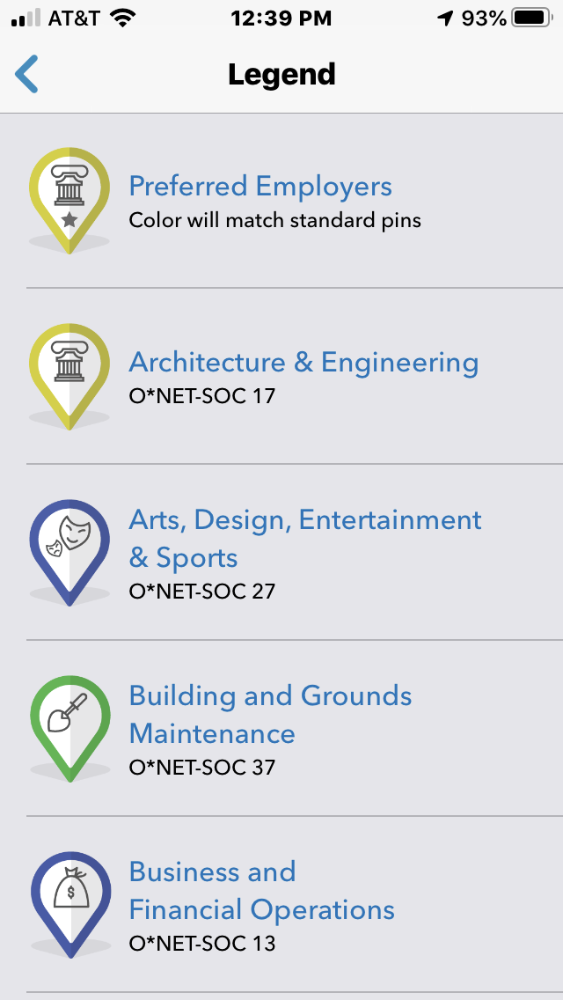 AT&T 12:39 PM 93%
Legend
Preferred Employers
Color will match standard pins
Architecture & Engineering
O*NET-SOC 17
Arts, Design, Entertainment
& Sports
O*NET-SOC 27
Building and Grounds
Maintenance
O*NET-SOC 37
$
Business and
Financial Operations
O*NET-SOC 13